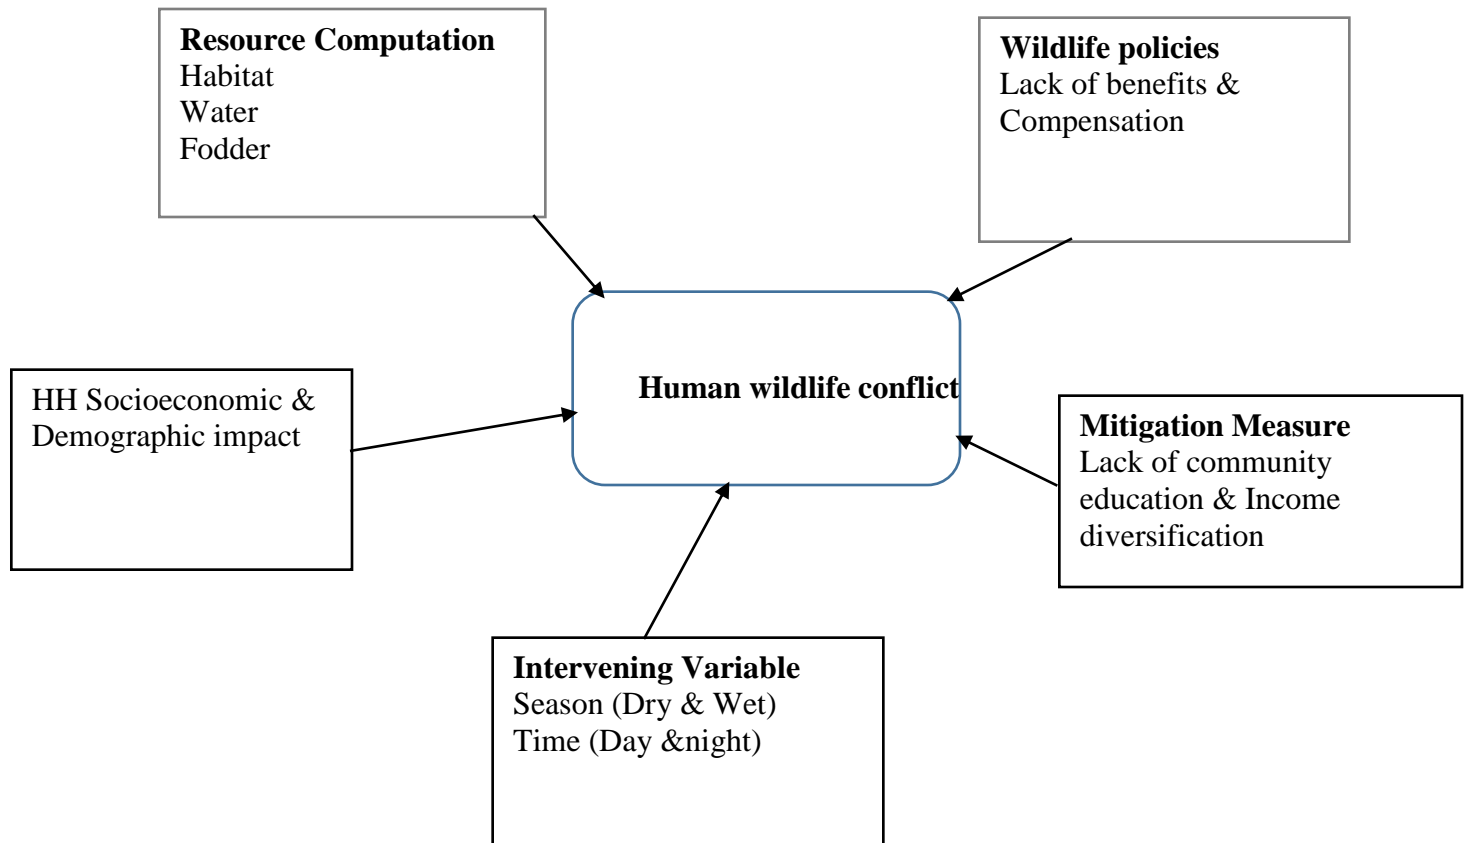 Resource Computation
Habitat
Water
Fodder
Wildlife policies
Lack of benefits &
Compensation
Human wildlife conflict
HH Socioeconomic &
Demographic impact
Mitigation Measure
Lack of community
education & Income
diversification
Intervening Variable
Season (Dry & Wet)
Time (Day &night)